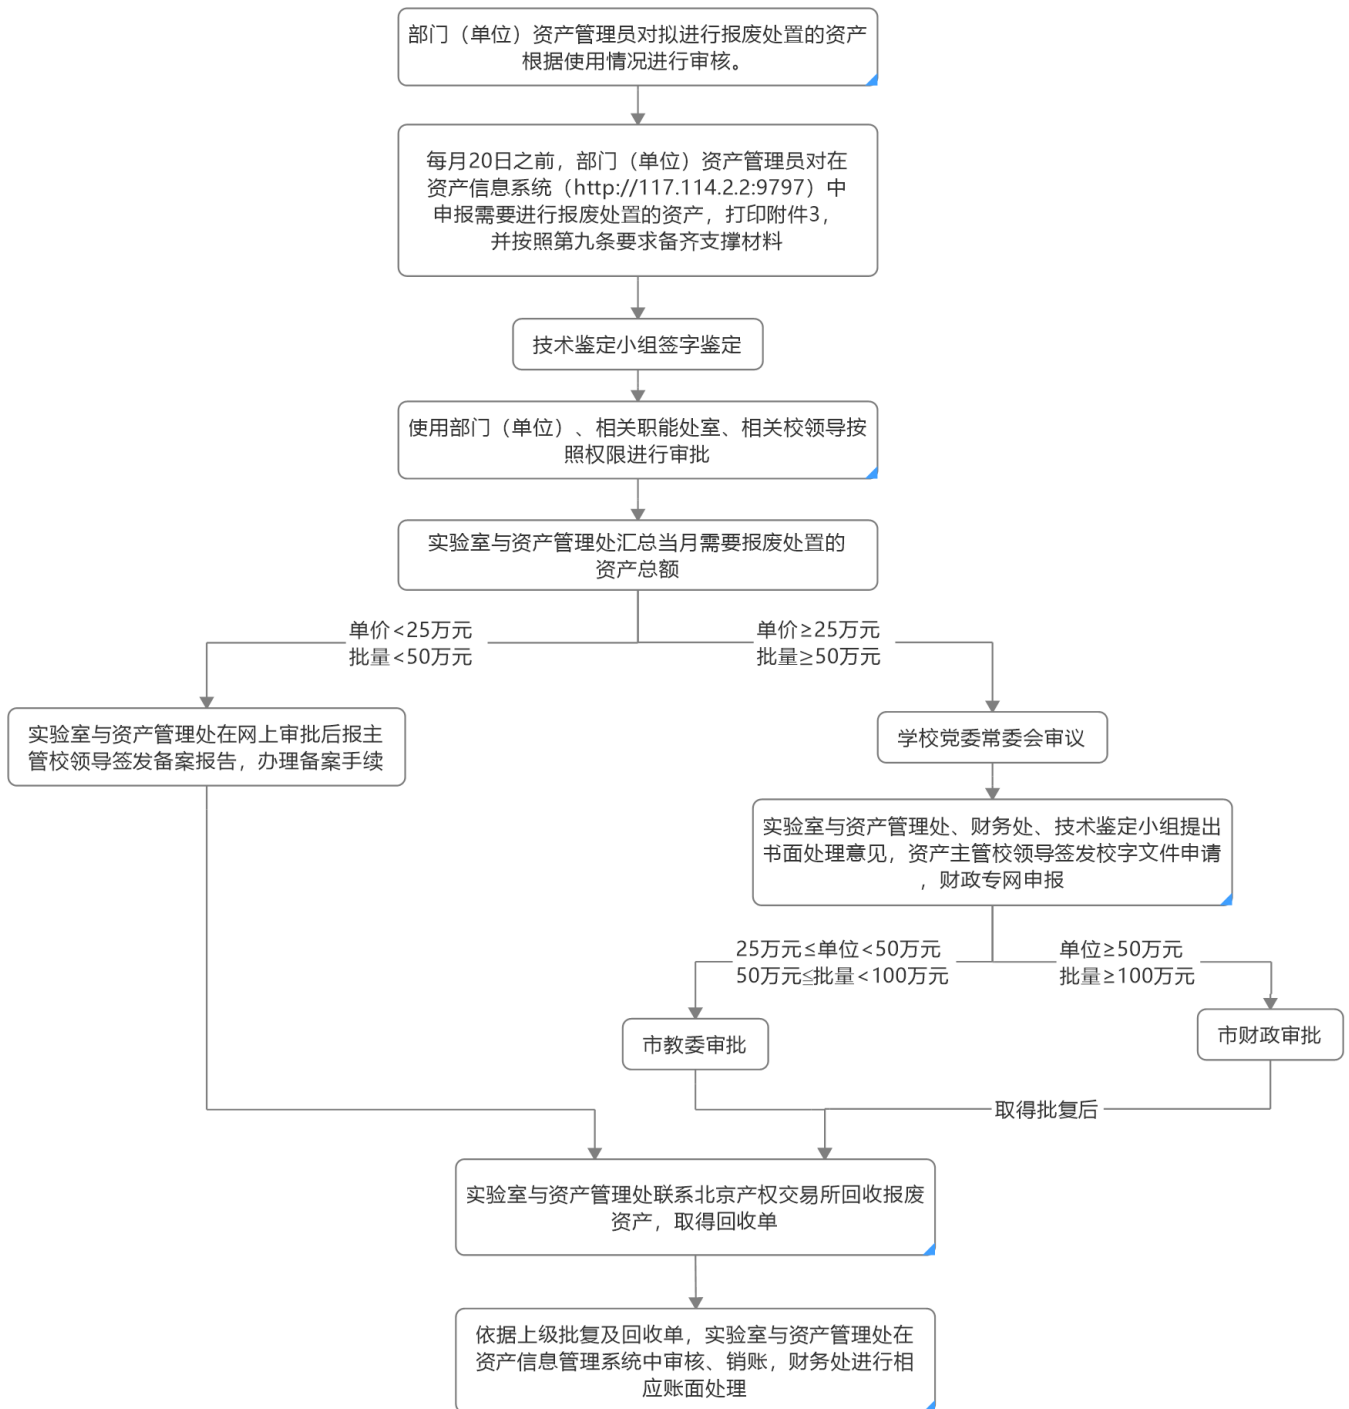 部门（单位）资产管理员对拟进行报废处置的资产
根据使用情况进行审核。
每月20日之前，部门（单位）资产管理员对在
资产信息系统（http://117.114.2.2:9797）中
申报需要进行报废处置的资产，打印附件3，
并按照第九条要求备齐支撑材料
技术鉴定小组签字鉴定
使用部门（单位）、相关职能处室、相关校领导按
照权限进行审批
实验室与资产管理处汇总当月需要报废处置的
资产总额
单价<25万元
批量<50万元
单价≥25万元
批量≥50万元
实验室与资产管理处在网上审批后报主
管校领导签发备案报告，办理备案手续
学校党委常委会审议
实验室与资产管理处、财务处、技术鉴定小组提出
书面处理意见，资产主管校领导签发校字文件申请
，财政专网申报
25万元≤单位<50万元
50万元≦批量<100万元
单位≥50万元
批量≥100万元
市教委审批
市财政审批
取得批复后
实验室与资产管理处联系北京产权交易所回收报废
资产，取得回收单
依据上级批复及回收单，实验室与资产管理处在
资产信息管理系统中审核、销账，财务处进行相
应账面处理